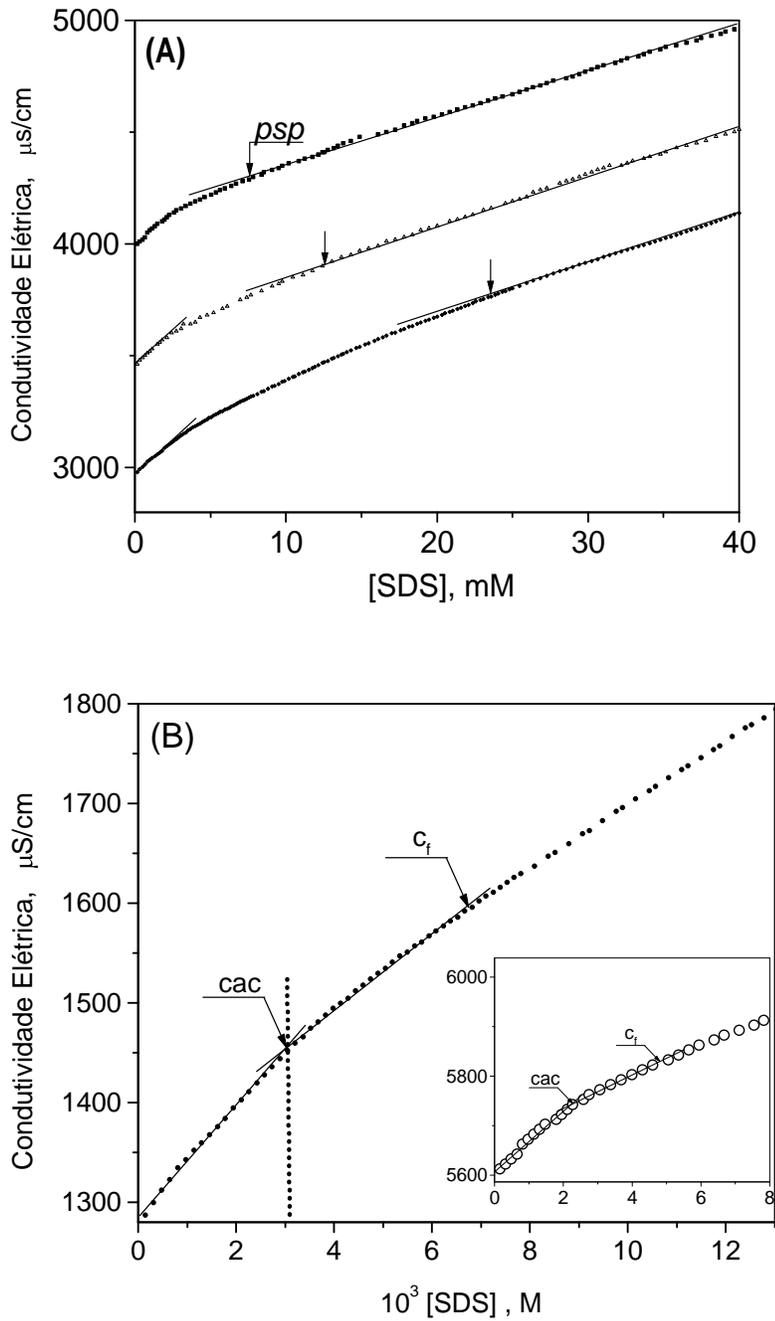 5000
(A)
psp
4000
3000
Condutividade Elétrica, μs/cm
0 10 20 30 40
[SDS], mM
1800
(B)
1700
cf
1600
cac
1500
1400
1300
Condutividade Elétrica, μS/cm
6000
cf
5800
cac
5600
0 2 4 6 8
0 2 4 6 8 10 12
10³ [SDS] , M